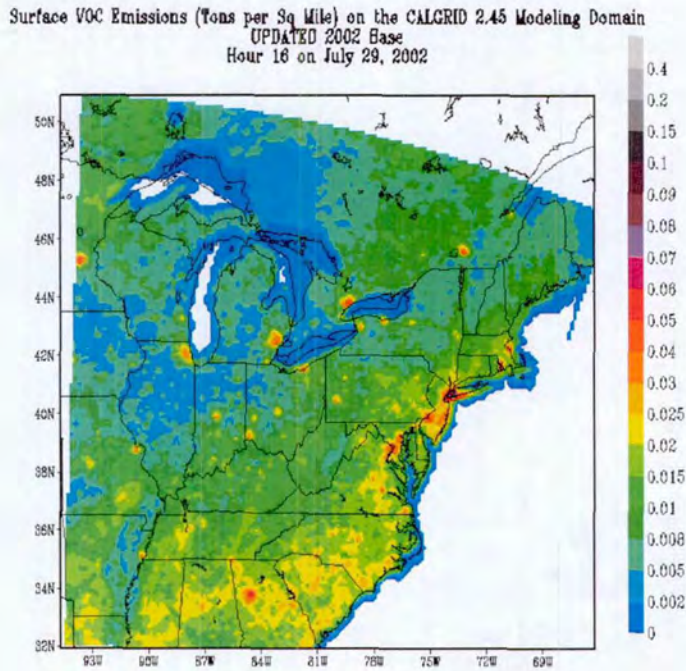 Surface VOC Emissions (Tons per Sq Mile) on the CALGRID 2.45 Modeling Domain
UPDATED 2002 Base
Hour 16 on July 29, 2002
50N
48N
46N
44N
42N
40N
38N
36N
34N
32N
93W
90W
87W
84W
81W
78W
75W
72W
69W
0.4
0.2
0.15
0.1
0.09
0.08
0.07
0.06
0.05
0.04
0.03
0.025
0.02
0.015
0.01
0.008
0.005
0.002
0